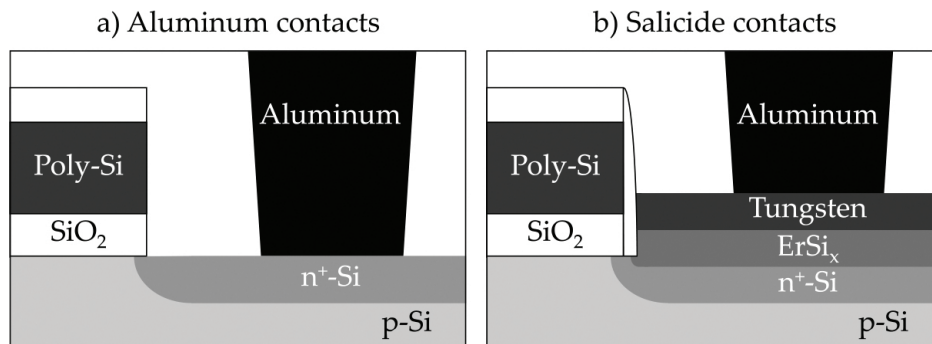 a) Aluminum contacts
Aluminum
Poly-Si
SiO₂
n⁺-Si
p-Si
b) Salicide contacts
Aluminum
Poly-Si
Tungsten
SiO₂
ErSiₓ
n⁺-Si
p-Si